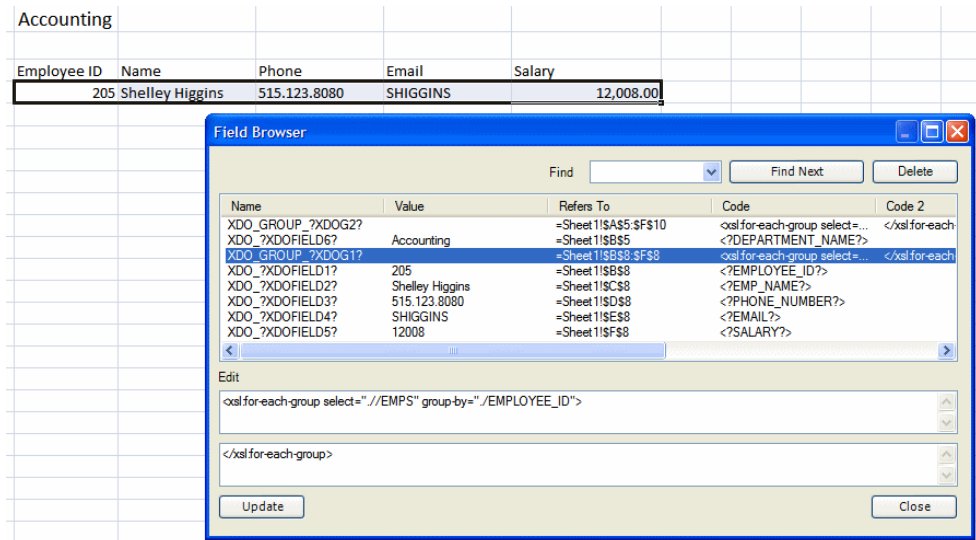 Accounting
Employee ID Name Phone Email Salary
205 Shelley Higgins 515.123.8080 SHIGGINS 12,008.00
Field Browser
Find Find Next Delete
Name Value Refers To Code Code 2
XDO_GROUP_?XDOG2? =Sheet1!$A$5:$F$10 <xsl:for-each-group select=... </xsl:for-each
XDO_?XDOFIELD6? Accounting =Sheet1!$B$5 <?DEPARTMENT_NAME?>
XDO_GROUP_?XDOG1? =Sheet1!$B$8:$F$8 <xsl:for-each-group select=... </xsl:for-each
XDO_?XDOFIELD1? 205 =Sheet1!$B$8 <?EMPLOYEE_ID?>
XDO_?XDOFIELD2? Shelley Higgins =Sheet1!$C$8 <?EMP_NAME?>
XDO_?XDOFIELD3? 515.123.8080 =Sheet1!$D$8 <?PHONE_NUMBER?>
XDO_?XDOFIELD4? SHIGGINS =Sheet1!$E$8 <?EMAIL?>
XDO_?XDOFIELD5? 12008 =Sheet1!$F$8 <?SALARY?>
Edit
<xsl:for-each-group select=".//EMPS" group-by="./EMPLOYEE_ID">
</xsl:for-each-group>
Update Close